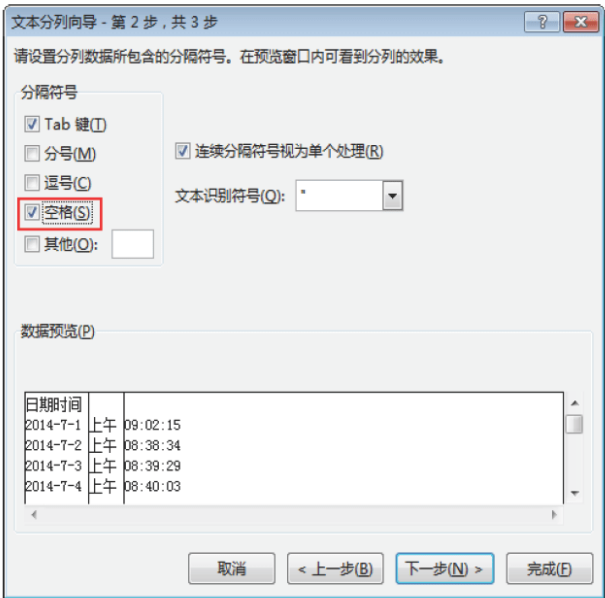 文本分列向导 - 第 2 步，共 3 步
请设置分列数据所包含的分隔符号。在预览窗口内可看到分列的效果。
分隔符号
Tab 键(T)
分号(M)
逗号(C)
空格(S)
其他(O):
连续分隔符号视为单个处理(R)
文本识别符号(Q): "
数据预览(P)
日期时间
2014-7-1 上午 09:02:15
2014-7-2 上午 08:38:34
2014-7-3 上午 08:39:29
2014-7-4 上午 08:40:03
取消 < 上一步(B) 下一步(N) > 完成(F)